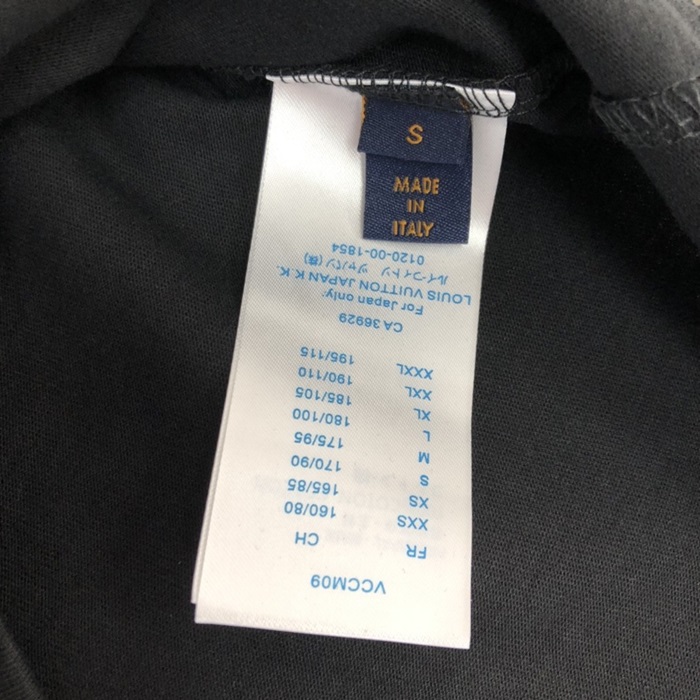 S
MADE
IN
ITALY
VCCM09
FR CH
XXS 160/80
XS 165/85
S 170/90
M 175/95
L 180/100
XL 185/105
XXL 190/110
XXXL 195/115
CA 36929
For Japan only:
LOUIS VUITTON JAPAN K.K.
ルイ・ヴィトン ジャパン (株)
0120-00-1854